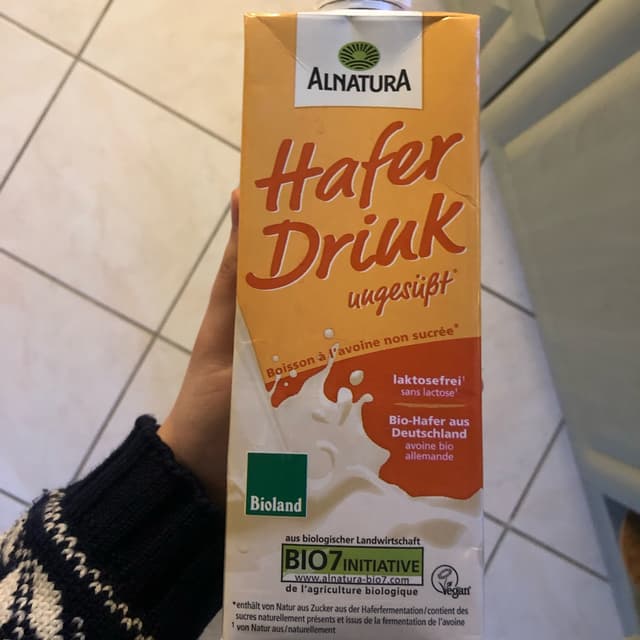 ALNATURA
Hafer
Drink
ungesüßt*
Boisson à l'avoine non sucrée*
laktosefrei¹
sans lactose¹
Bio-Hafer aus
Deutschland
avoine bio
allemande
Bioland
aus biologischer Landwirtschaft
BIO7 INITIATIVE
www.alnatura-bio7.com
de l'agriculture biologique
Vegan
*enthält von Natur aus Zucker aus der Haferfermentation/contient des
sucres naturellement présents et issus de la fermentation de l'avoine
¹ von Natur aus/naturellement